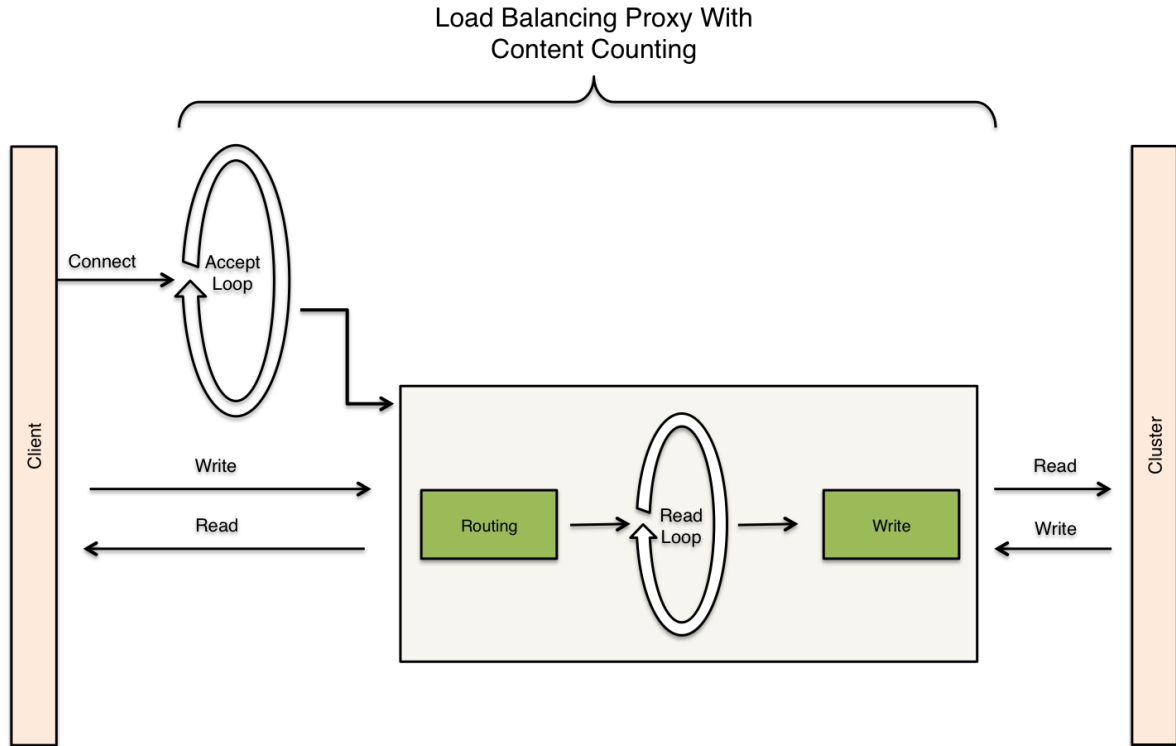 Load Balancing Proxy With
Content Counting
Connect
Accept
Loop
Client
Cluster
Write
Read
Read
Write
Routing
Read
Loop
Write